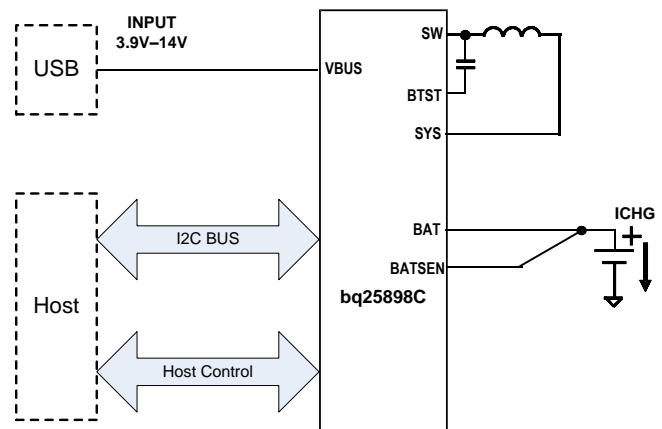 INPUT
3.9V–14V
USB
VBUS
SW
BTST
SYS
I2C BUS
BAT
ICHG
+
BATSEN
bq25898C
Host
Host Control